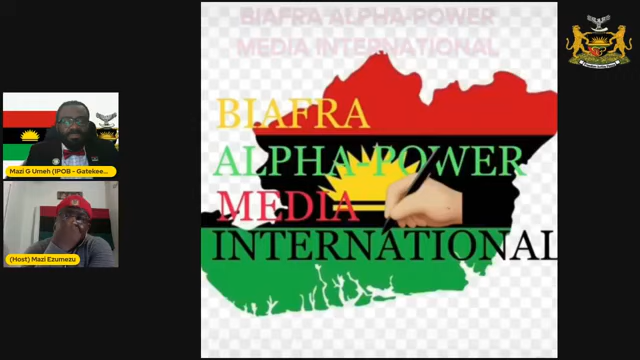 BIAFRA ALPHA-POWER
MEDIA INTERNATIONAL
BIAFRA
ALPHA-POWER
MEDIA
INTERNATIONAL
Mazi G Umeh (IPOB - Gatekee...
(Host) Mazi Ezumezu